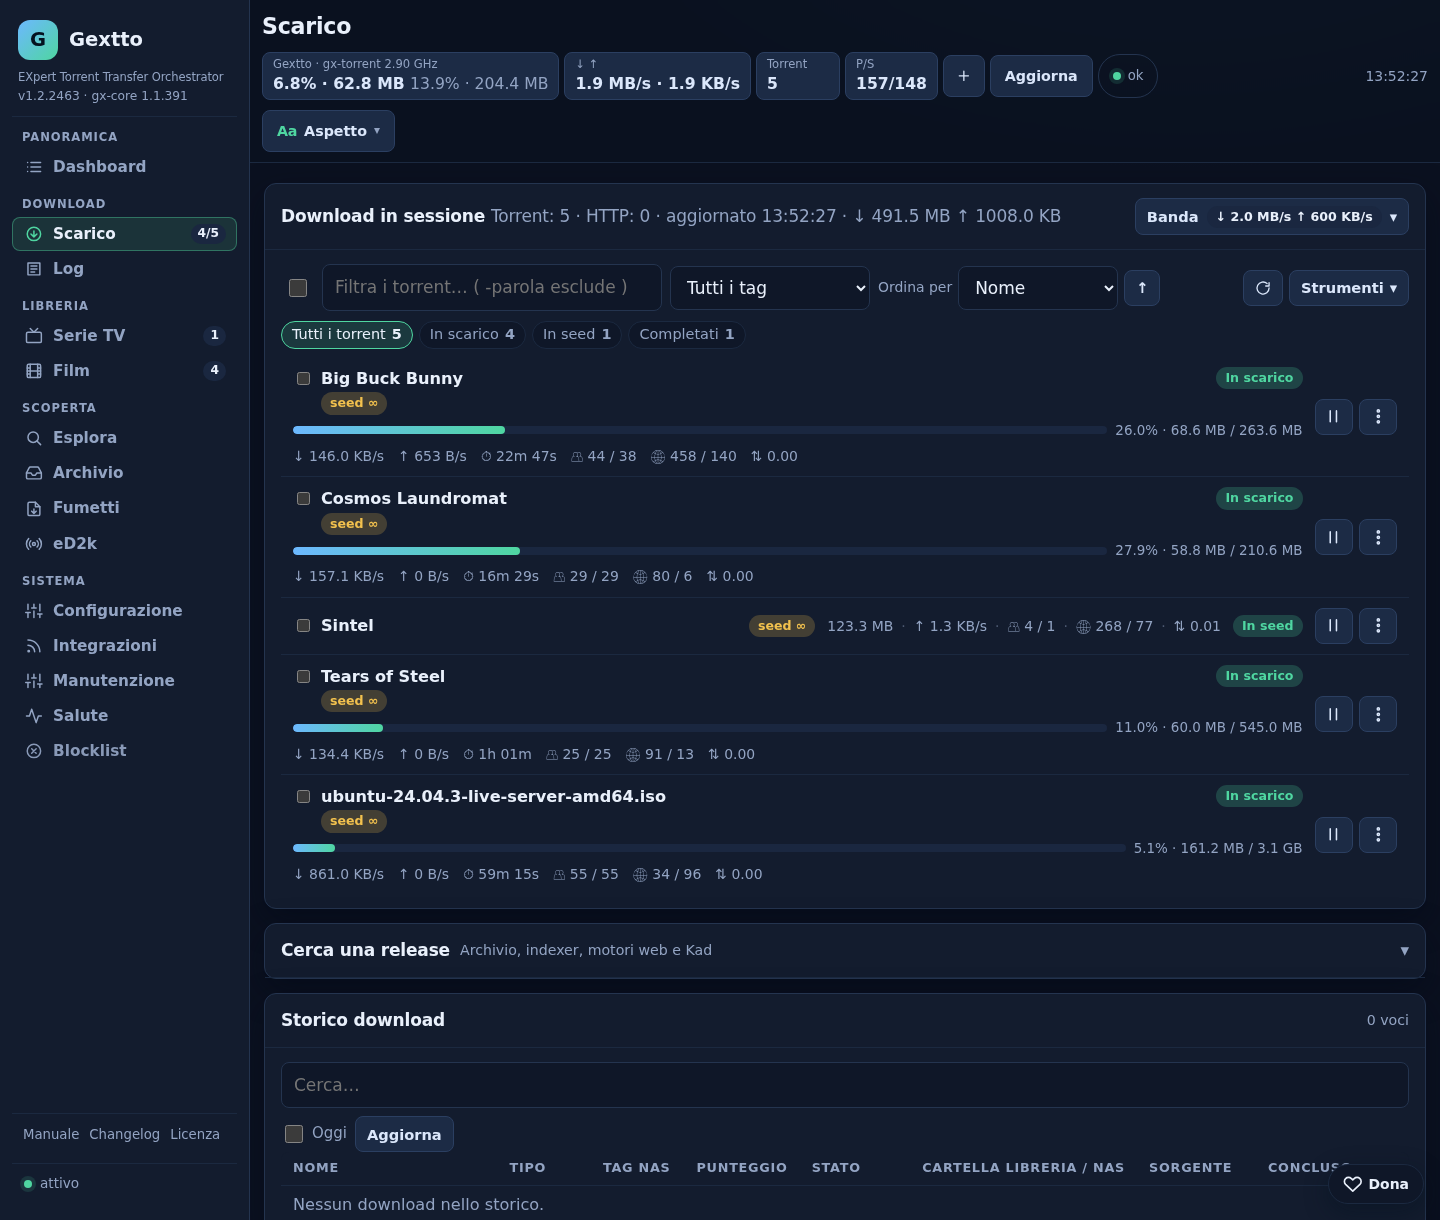 G Gextto
EXpert Torrent Transfer Orchestrator
v1.2.2463 · gx-core 1.1.391
PANORAMICA
Dashboard
DOWNLOAD
Scarico 4/5
Log
LIBRERIA
Serie TV 1
Film 4
SCOPERTA
Esplora
Archivio
Fumetti
eD2k
SISTEMA
Configurazione
Integrazioni
Manutenzione
Salute
Blocklist
Manuale Changelog Licenza
attivo
Scarico
Gextto · gx-torrent 2.90 GHz
6.8% · 62.8 MB 13.9% · 204.4 MB
↓ ↑
1.9 MB/s · 1.9 KB/s
Torrent
5
P/S
157/148
+
Aggiorna
ok
13:52:27
Aa Aspetto ▾
Download in sessione Torrent: 5 · HTTP: 0 · aggiornato 13:52:27 · ↓ 491.5 MB ↑ 1008.0 KB
Banda ↓ 2.0 MB/s ↑ 600 KB/s ▾
Filtra i torrent… ( -parola esclude )
Tutti i tag
Ordina per
Nome
↑
Strumenti ▾
Tutti i torrent 5 In scarico 4 In seed 1 Completati 1
Big Buck Bunny In scarico
seed ∞
26.0% · 68.6 MB / 263.6 MB
↓ 146.0 KB/s ↑ 653 B/s ⏱ 22m 47s 44 / 38 458 / 140 ⇅ 0.00
Cosmos Laundromat In scarico
seed ∞
27.9% · 58.8 MB / 210.6 MB
↓ 157.1 KB/s ↑ 0 B/s ⏱ 16m 29s 29 / 29 80 / 6 ⇅ 0.00
Sintel seed ∞ 123.3 MB · ↑ 1.3 KB/s · 4 / 1 · 268 / 77 · ⇅ 0.01 In seed
Tears of Steel In scarico
seed ∞
11.0% · 60.0 MB / 545.0 MB
↓ 134.4 KB/s ↑ 0 B/s ⏱ 1h 01m 25 / 25 91 / 13 ⇅ 0.00
ubuntu-24.04.3-live-server-amd64.iso In scarico
seed ∞
5.1% · 161.2 MB / 3.1 GB
↓ 861.0 KB/s ↑ 0 B/s ⏱ 59m 15s 55 / 55 34 / 96 ⇅ 0.00
Cerca una release Archivio, indexer, motori web e Kad ▾
Storico download 0 voci
Cerca…
Oggi Aggiorna
NOME TIPO TAG NAS PUNTEGGIO STATO CARTELLA LIBRERIA / NAS SORGENTE
Nessun download nello storico.
Dona